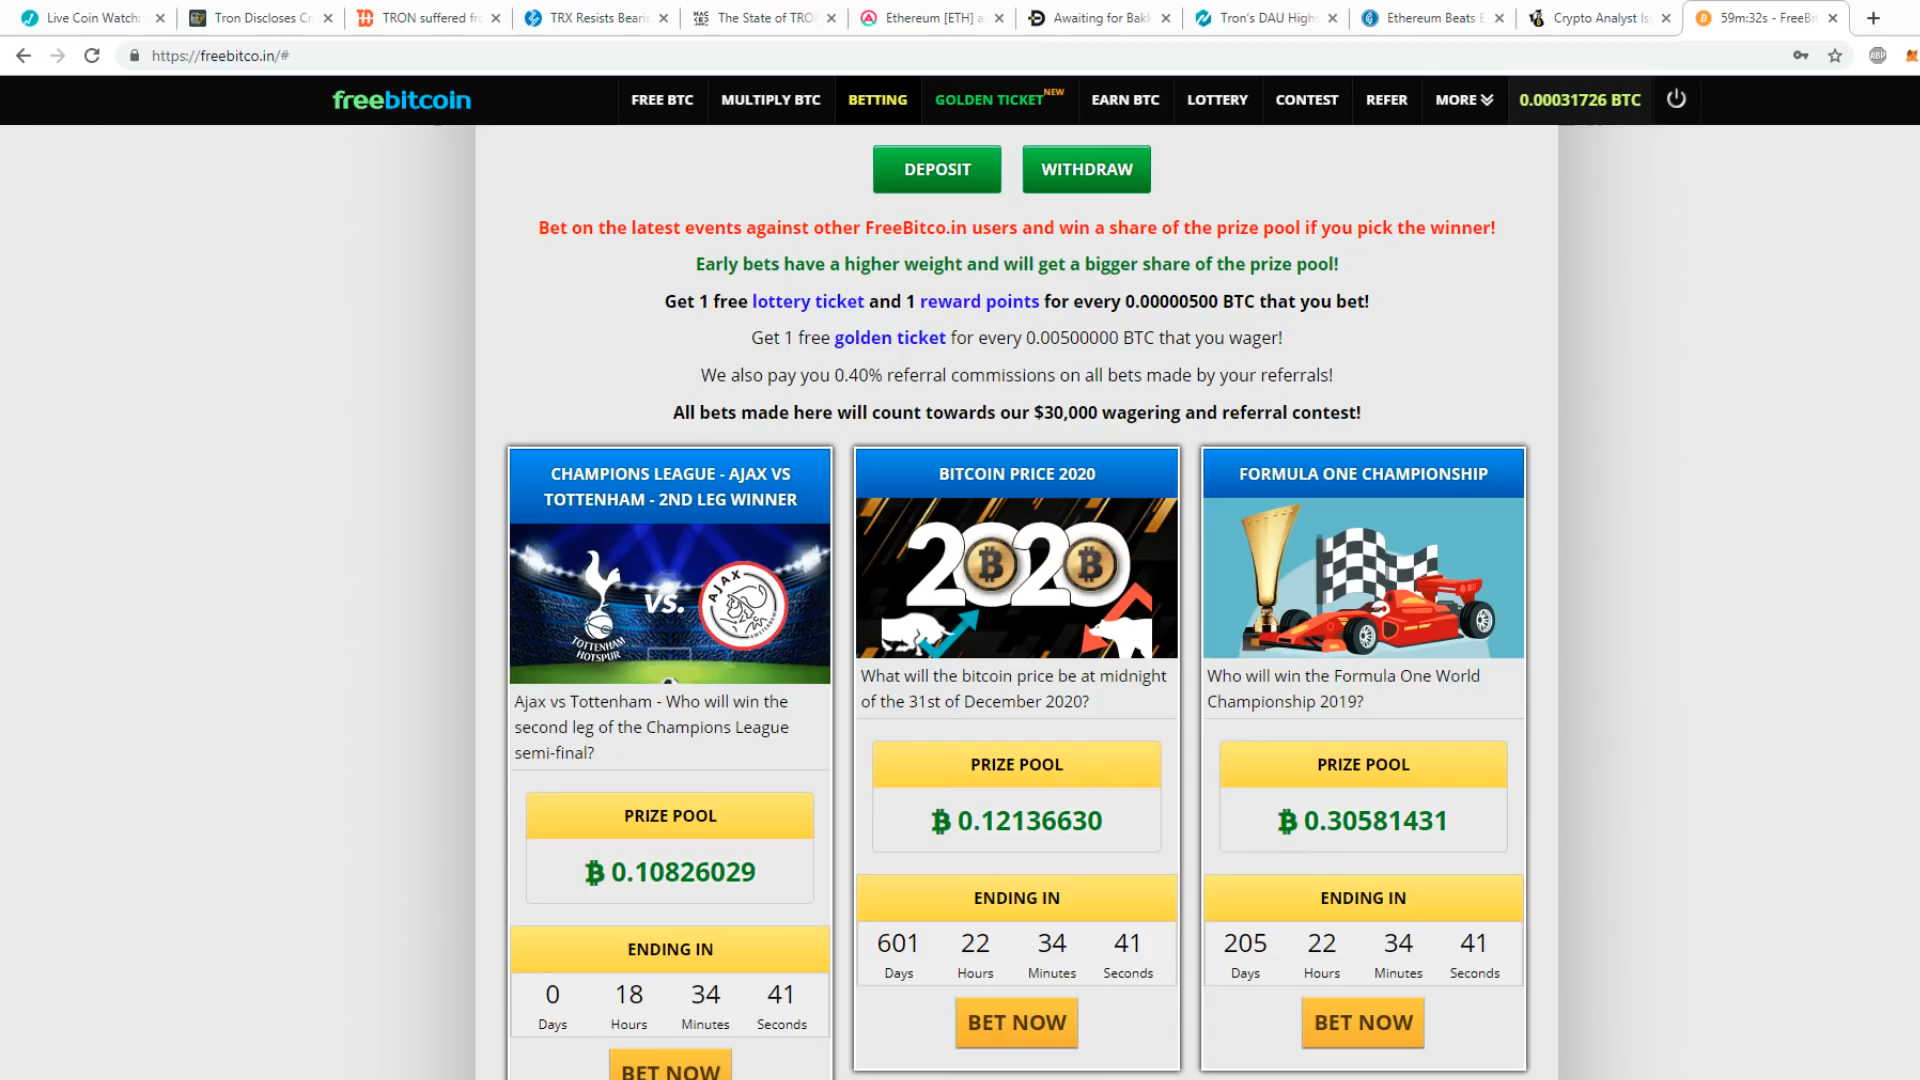 Live Coin Watch:
Tron Discloses Cr
TRON suffered fro
TRX Resists Beari
The State of TRO
Ethereum [ETH] a
Awaiting for Bakk
Tron's DAU High
Ethereum Beats B
Crypto Analyst Is
59m:32s - FreeBit
https://freebitco.in/#
ABP
freebitcoin
FREE BTC
MULTIPLY BTC
BETTING
GOLDEN TICKET NEW
EARN BTC
LOTTERY
CONTEST
REFER
MORE
0.00031726 BTC
DEPOSIT
WITHDRAW
Bet on the latest events against other FreeBitco.in users and win a share of the prize pool if you pick the winner!
Early bets have a higher weight and will get a bigger share of the prize pool!
Get 1 free lottery ticket and 1 reward points for every 0.00000500 BTC that you bet!
Get 1 free golden ticket for every 0.00500000 BTC that you wager!
We also pay you 0.40% referral commissions on all bets made by your referrals!
All bets made here will count towards our $30,000 wagering and referral contest!
CHAMPIONS LEAGUE - AJAX VS
TOTTENHAM - 2ND LEG WINNER
TOTTENHAM
HOTSPUR
VS.
AJAX
Ajax vs Tottenham - Who will win the
second leg of the Champions League
semi-final?
PRIZE POOL
₿ 0.10826029
ENDING IN
0 18 34 41
Days Hours Minutes Seconds
BET NOW
BITCOIN PRICE 2020
2020
What will the bitcoin price be at midnight
of the 31st of December 2020?
PRIZE POOL
₿ 0.12136630
ENDING IN
601 22 34 41
Days Hours Minutes Seconds
BET NOW
FORMULA ONE CHAMPIONSHIP
Who will win the Formula One World
Championship 2019?
PRIZE POOL
₿ 0.30581431
ENDING IN
205 22 34 41
Days Hours Minutes Seconds
BET NOW